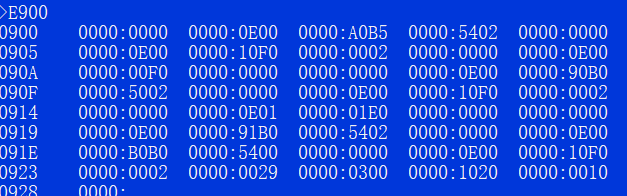 >E900
0900 0000:0000 0000:0E00 0000:A0B5 0000:5402 0000:0000
0905 0000:0E00 0000:10F0 0000:0002 0000:0000 0000:0E00
090A 0000:00F0 0000:0000 0000:0000 0000:0E00 0000:90B0
090F 0000:5002 0000:0000 0000:0E00 0000:10F0 0000:0002
0914 0000:0000 0000:0E01 0000:01E0 0000:0000 0000:0000
0919 0000:0E00 0000:91B0 0000:5402 0000:0000 0000:0E00
091E 0000:B0B0 0000:5400 0000:0000 0000:0E00 0000:10F0
0923 0000:0002 0000:0029 0000:0300 0000:1020 0000:0010
0928 0000: